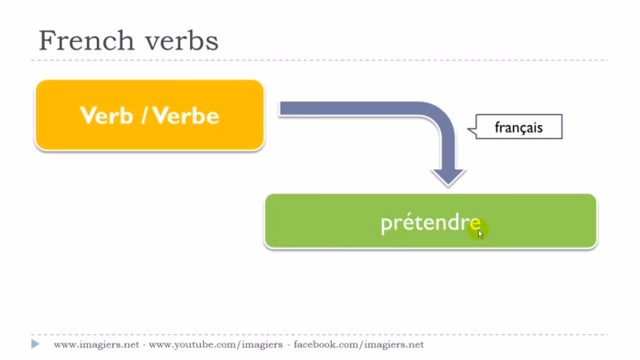 French verbs
Verb / Verbe
français
prétendre
www.imagiers.net - www.youtube.com/imagiers - facebook.com/imagiers.net